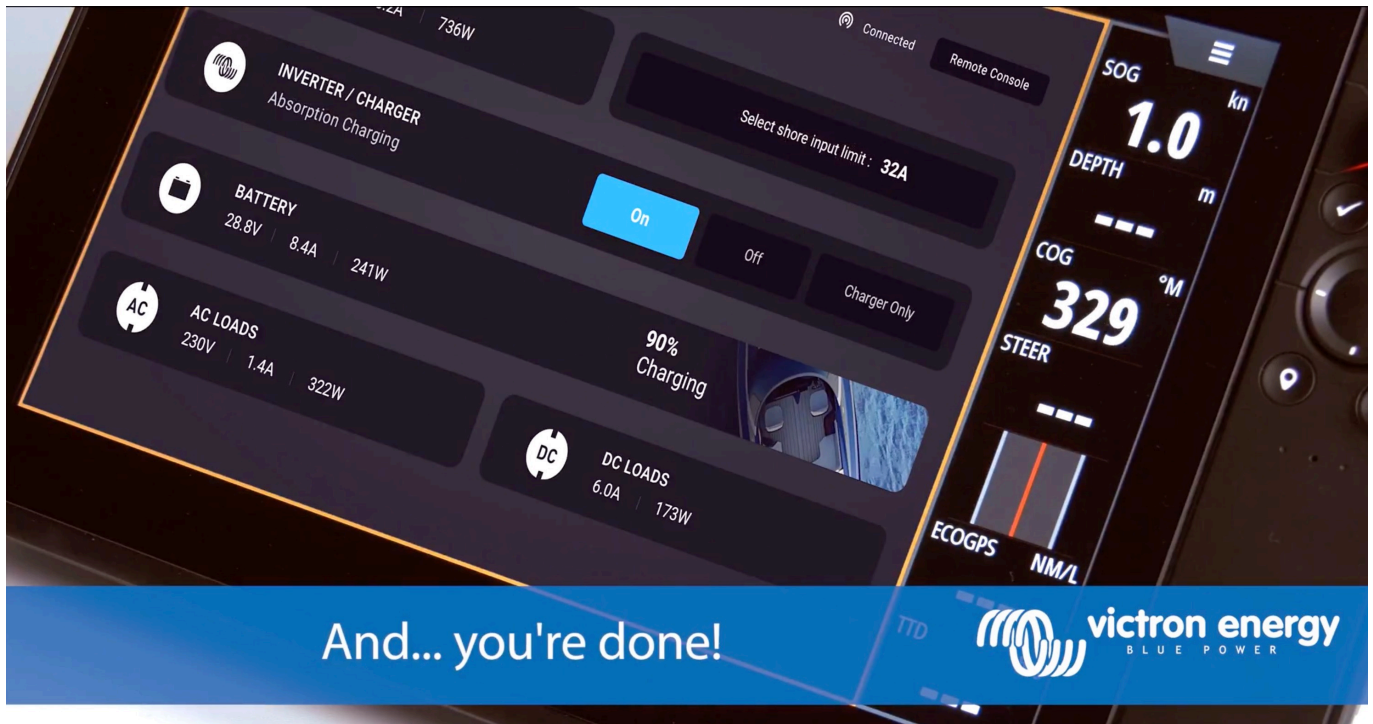 736W
Connected
Remote Console
Select shore input limit : 32A
INVERTER / CHARGER
Absorption Charging
On
Off
Charger Only
BATTERY
28.8V | 8.4A | 241W
90%
Charging
AC
AC LOADS
230V | 1.4A | 322W
DC
DC LOADS
6.0A | 173W
SOG
kn
1.0
DEPTH
m
---
COG
°M
329
STEER
---
ECOGPS
NM/L
---
TTD
---
And... you're done!
victron energy
BLUE POWER